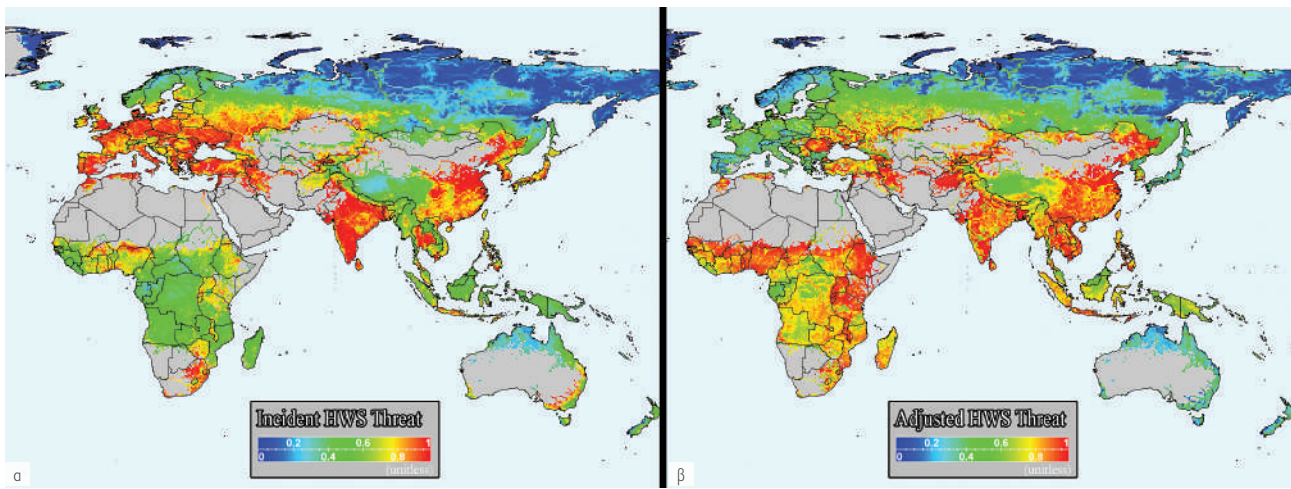 Incident HWS Threat
0.2 0.6 1
0 0.4 0.8
(unitless)
α
Adjusted HWS Threat
0.2 0.6 1
0 0.4 0.8
(unitless)
β